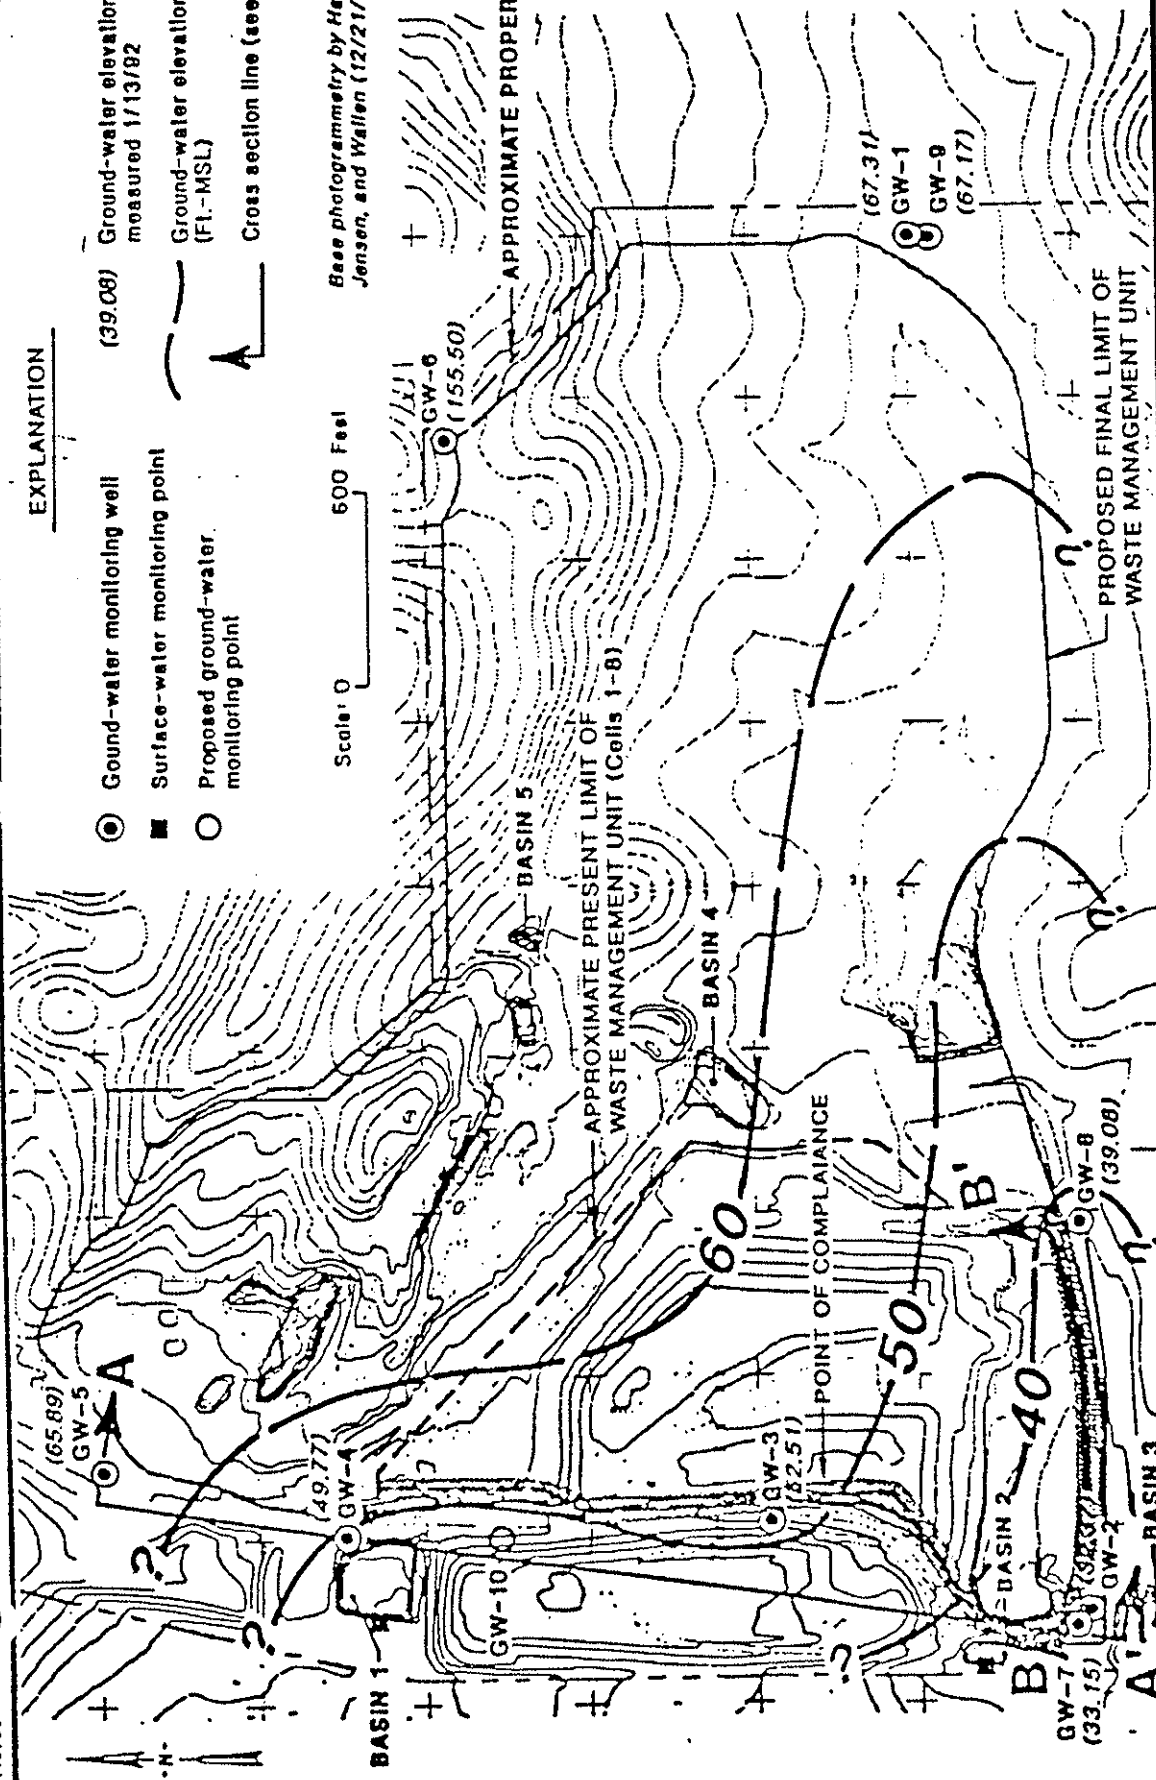 EXPLANATION
Gound-water monitoring well
Surface-water monitoring point
Proposed ground-water
monitoring point
(39.08)
Ground-water elevation
measured 1/13/92
Ground-water elevation
(Ft.-MSL)
Cross section line (see
Scale: 0
600 Feet
Base photogrammetry by
Jensen, and Wallen (12/21/
APPROXIMATE PROPER
GW-6
(155.50)
(67.31)
GW-1
GW-9
(67.17)
PROPOSED FINAL LIMIT OF
WASTE MANAGEMENT UNIT
BASIN 5
APPROXIMATE PRESENT LIMIT OF
WASTE MANAGEMENT UNIT (Cells 1-8)
BASIN 4
POINT OF COMPLAIANCE
(65.89)
GW-5
A
(49.77)
GW-4
GW-3
(52.51)
GW-10
BASIN 1
-N-
60
50
40
?
?
?
?
?
?
B'
GW-8
(39.08)
BASIN 2
B
GW-7
(33.15)
GW-2
A'
BASIN 3